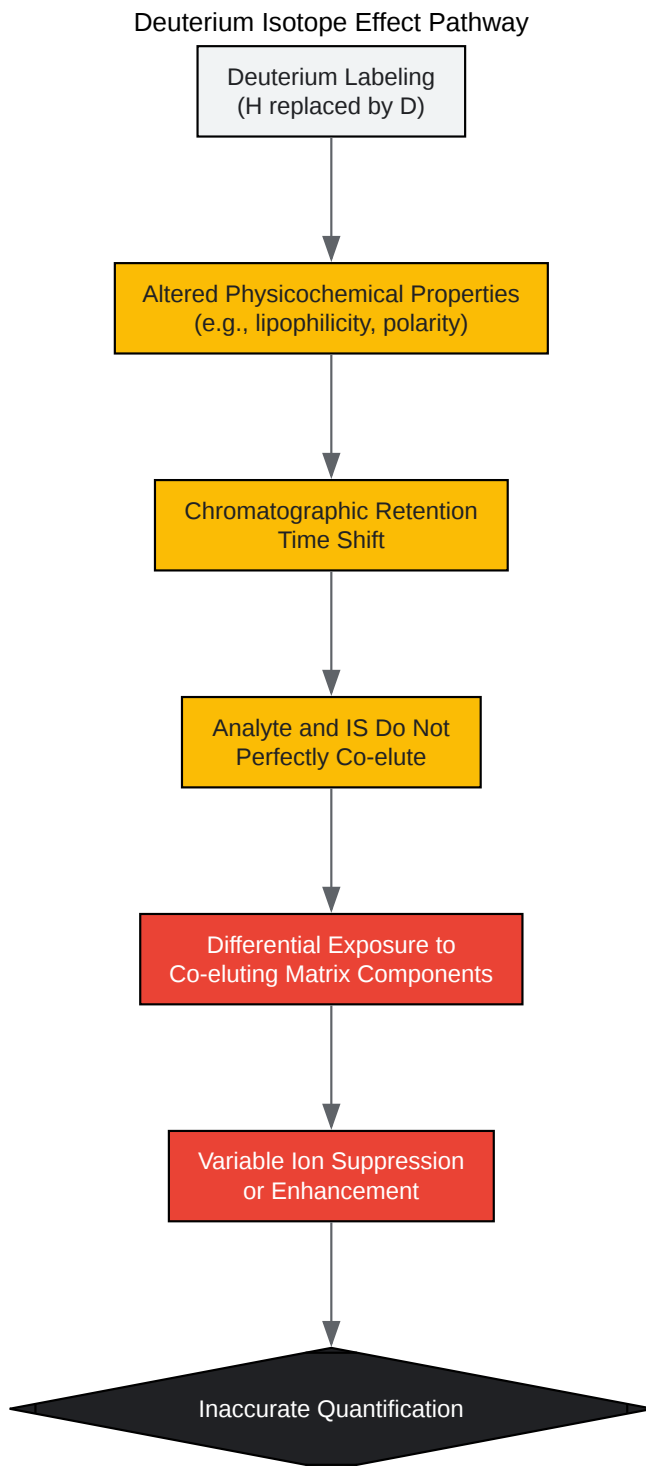 Deuterium Isotope Effect Pathway
Deuterium Labeling
(H replaced by D)
Altered Physicochemical Properties
(e.g., lipophilicity, polarity)
Chromatographic Retention
Time Shift
Analyte and IS Do Not
Perfectly Co-elute
Differential Exposure to
Co-eluting Matrix Components
Variable Ion Suppression
or Enhancement
Inaccurate Quantification